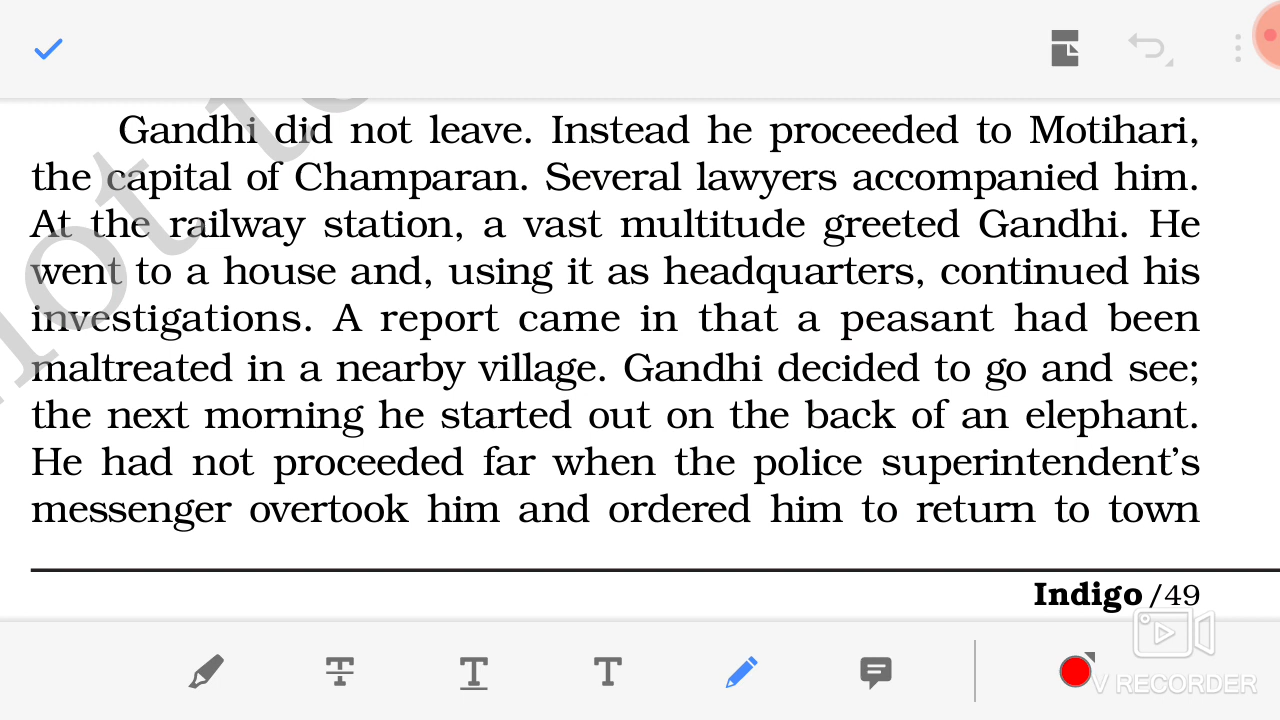 Gandhi did not leave. Instead he proceeded to Motihari,
the capital of Champaran. Several lawyers accompanied him.
At the railway station, a vast multitude greeted Gandhi. He
went to a house and, using it as headquarters, continued his
investigations. A report came in that a peasant had been
maltreated in a nearby village. Gandhi decided to go and see;
the next morning he started out on the back of an elephant.
He had not proceeded far when the police superintendent's
messenger overtook him and ordered him to return to town
Indigo /49
V RECORDER
not to